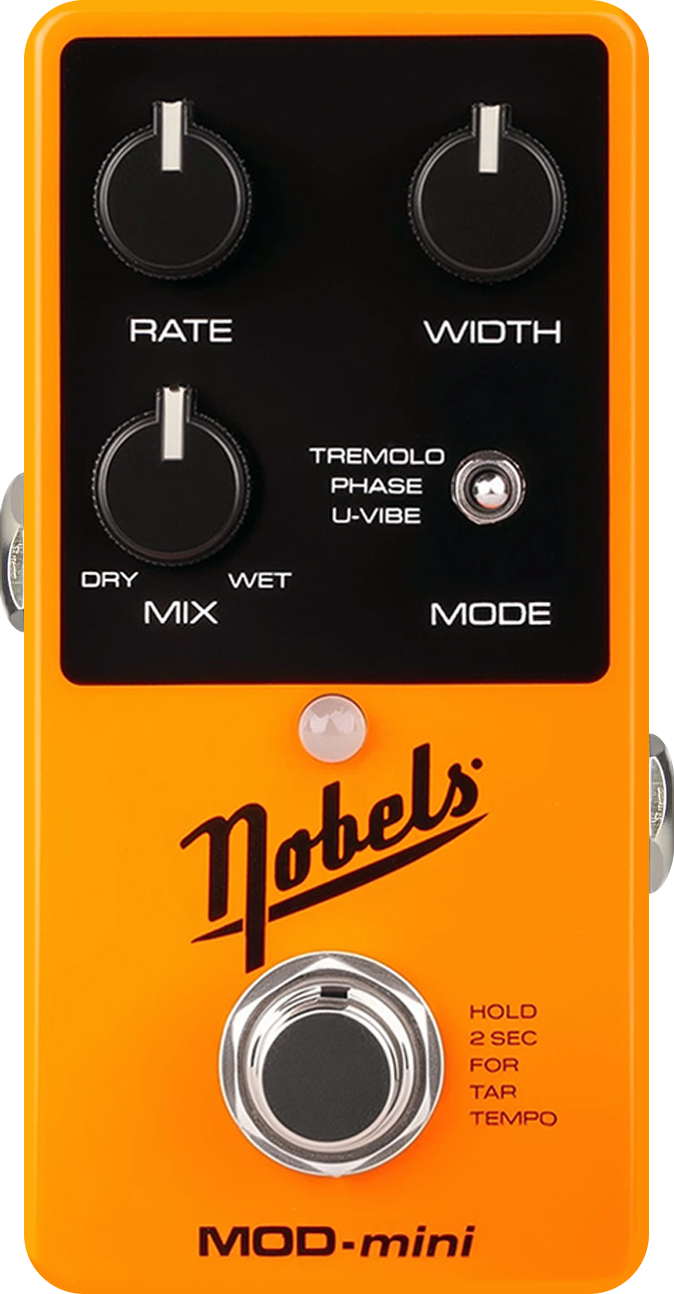 RATE
WIDTH
TREMOLO
PHASE
U-VIBE
DRY
WET
MIX
MODE
Nobels
HOLD
2 SEC
FOR
TAR
TEMPO
MOD-mini